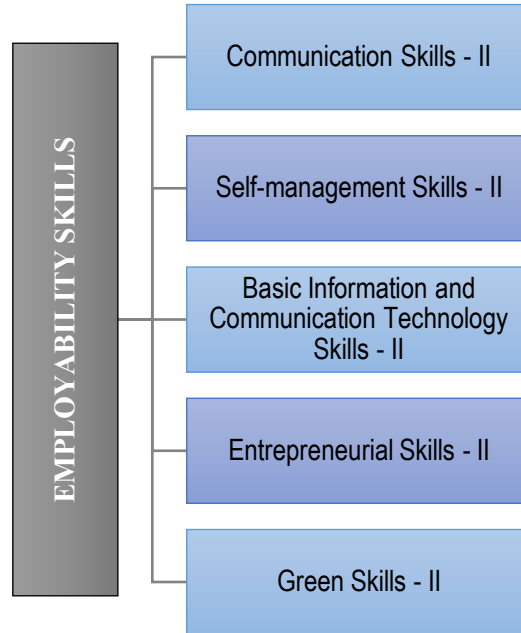 EMPLOYABILITY SKILLS
Communication Skills - II
Self-management Skills - II
Basic Information and
Communication Technology
Skills - II
Entrepreneurial Skills - II
Green Skills - II